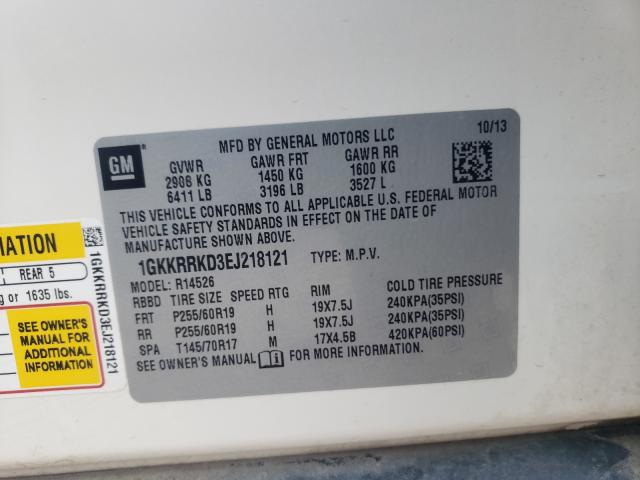 MFD BY GENERAL MOTORS LLC
10/13
GM
GVWR GAWR FRT GAWR RR
2908 KG 1450 KG 1600 KG
6411 LB 3196 LB 3527 L
THIS VEHICLE CONFORMS TO ALL APPLICABLE U.S. FEDERAL MOTOR
VEHICLE SAFETY STANDARDS IN EFFECT ON THE DATE OF
MANUFACTURE SHOWN ABOVE.
1GKKRRKD3EJ218121 TYPE: M.P.V.
MODEL: R14526
RBBD TIRE SIZE SPEED RTG RIM COLD TIRE PRESSURE
FRT P255/60R19 H 19X7.5J 240KPA(35PSI)
RR P255/60R19 H 19X7.5J 240KPA(35PSI)
SPA T145/70R17 M 17X4.5B 420KPA(60PSI)
SEE OWNER'S MANUAL FOR MORE INFORMATION.
REAR 5
or 1635 lbs.
SEE OWNER'S
MANUAL FOR
ADDITIONAL
INFORMATION
1GKKRRKD3EJ218121